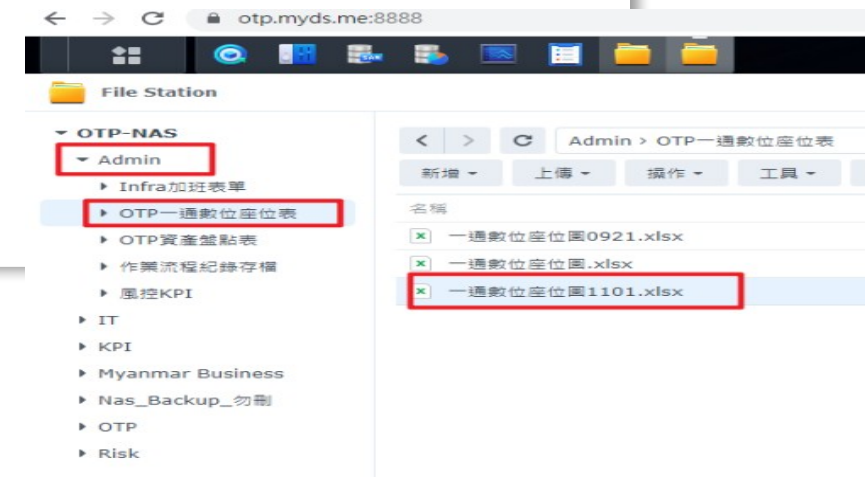 otp.myds.me:8888
File Station
OTP-NAS
Admin
Infra加班表單
OTP一通數位座位表
OTP資產盤點表
作業流程紀錄存檔
風控KPI
IT
KPI
Myanmar Business
Nas_Backup_勿刪
OTP
Risk
Admin > OTP一通數位座位表
新增 上傳 操作 工具
名稱
一通數位座位圖0921.xlsx
一通數位座位圖.xlsx
一通數位座位圖1101.xlsx